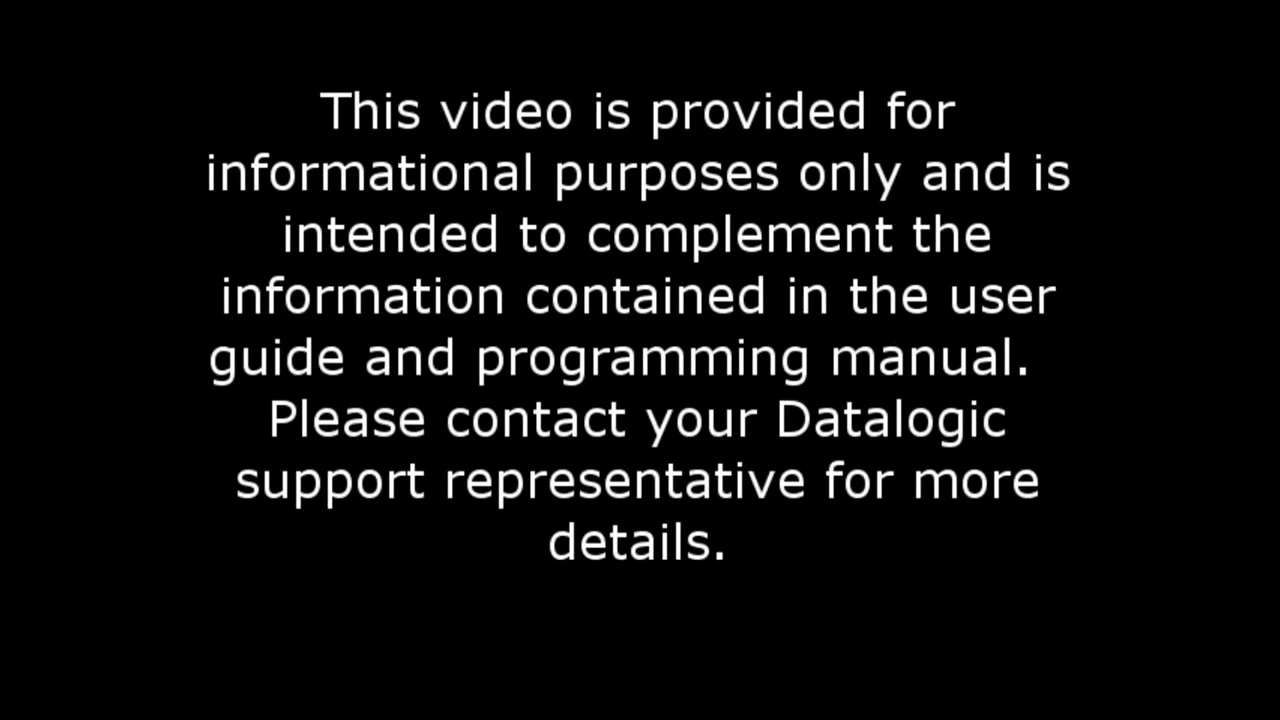 This video is provided for
informational purposes only and is
intended to complement the
information contained in the user
guide and programming manual.
Please contact your Datalogic
support representative for more
details.